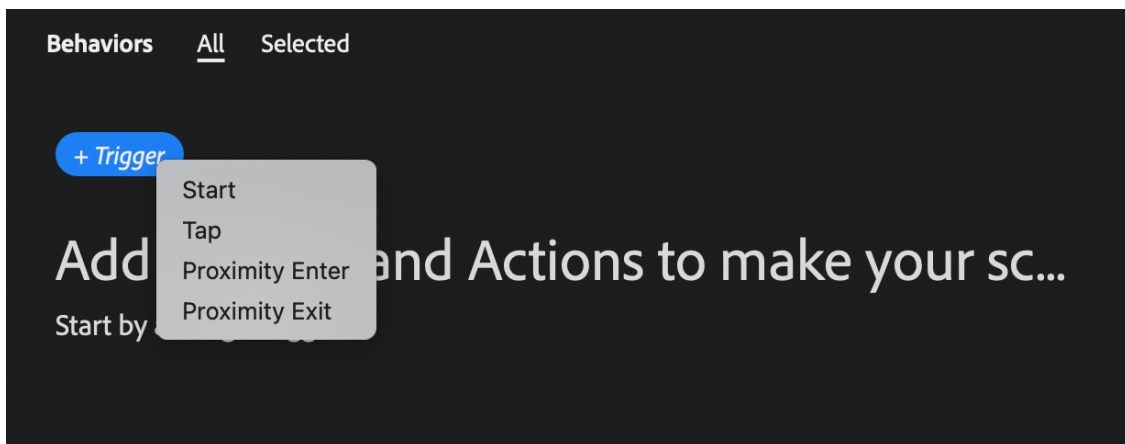 Behaviors All Selected
+ Trigger
Start
Tap
Add and Actions to make your sc...
Proximity Enter
Proximity Exit
Start by